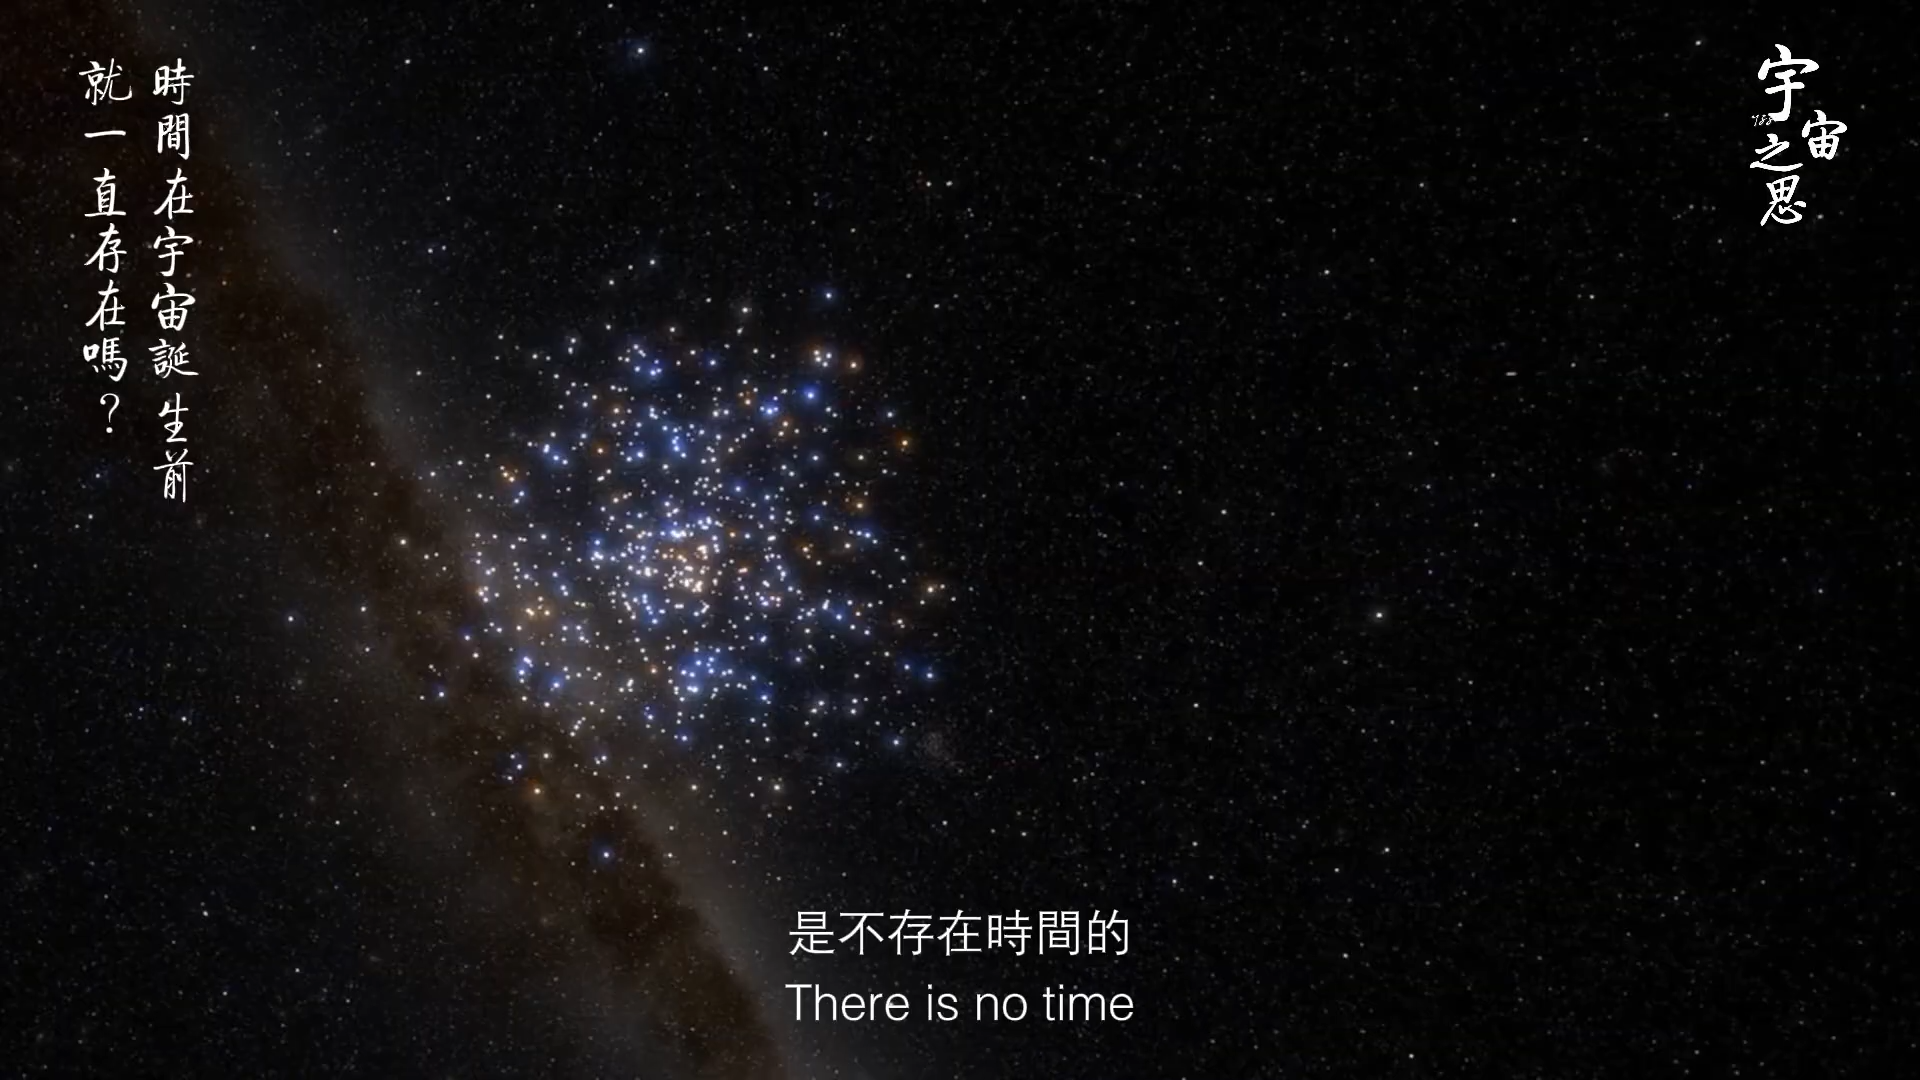 時間在宇宙誕生前
就一直存在嗎？
宇宙之思
是不存在時間的
There is no time